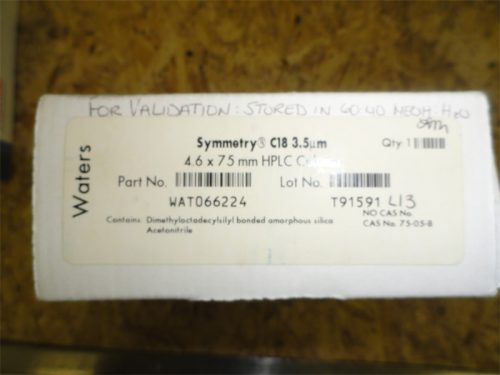 FOR VALIDATION: STORED IN 60:40 MEOH:H2O
Waters
Symmetry® C18 3.5µm
Qty 1
4.6 x 75 mm HPLC
Part No.
Lot No.
WAT066224
T91591 L13
NO CAS No.
Contains: Dimethyloctadecylsilyl bonded amorphous silica
CAS No. 75-05-8
Acetonitrile